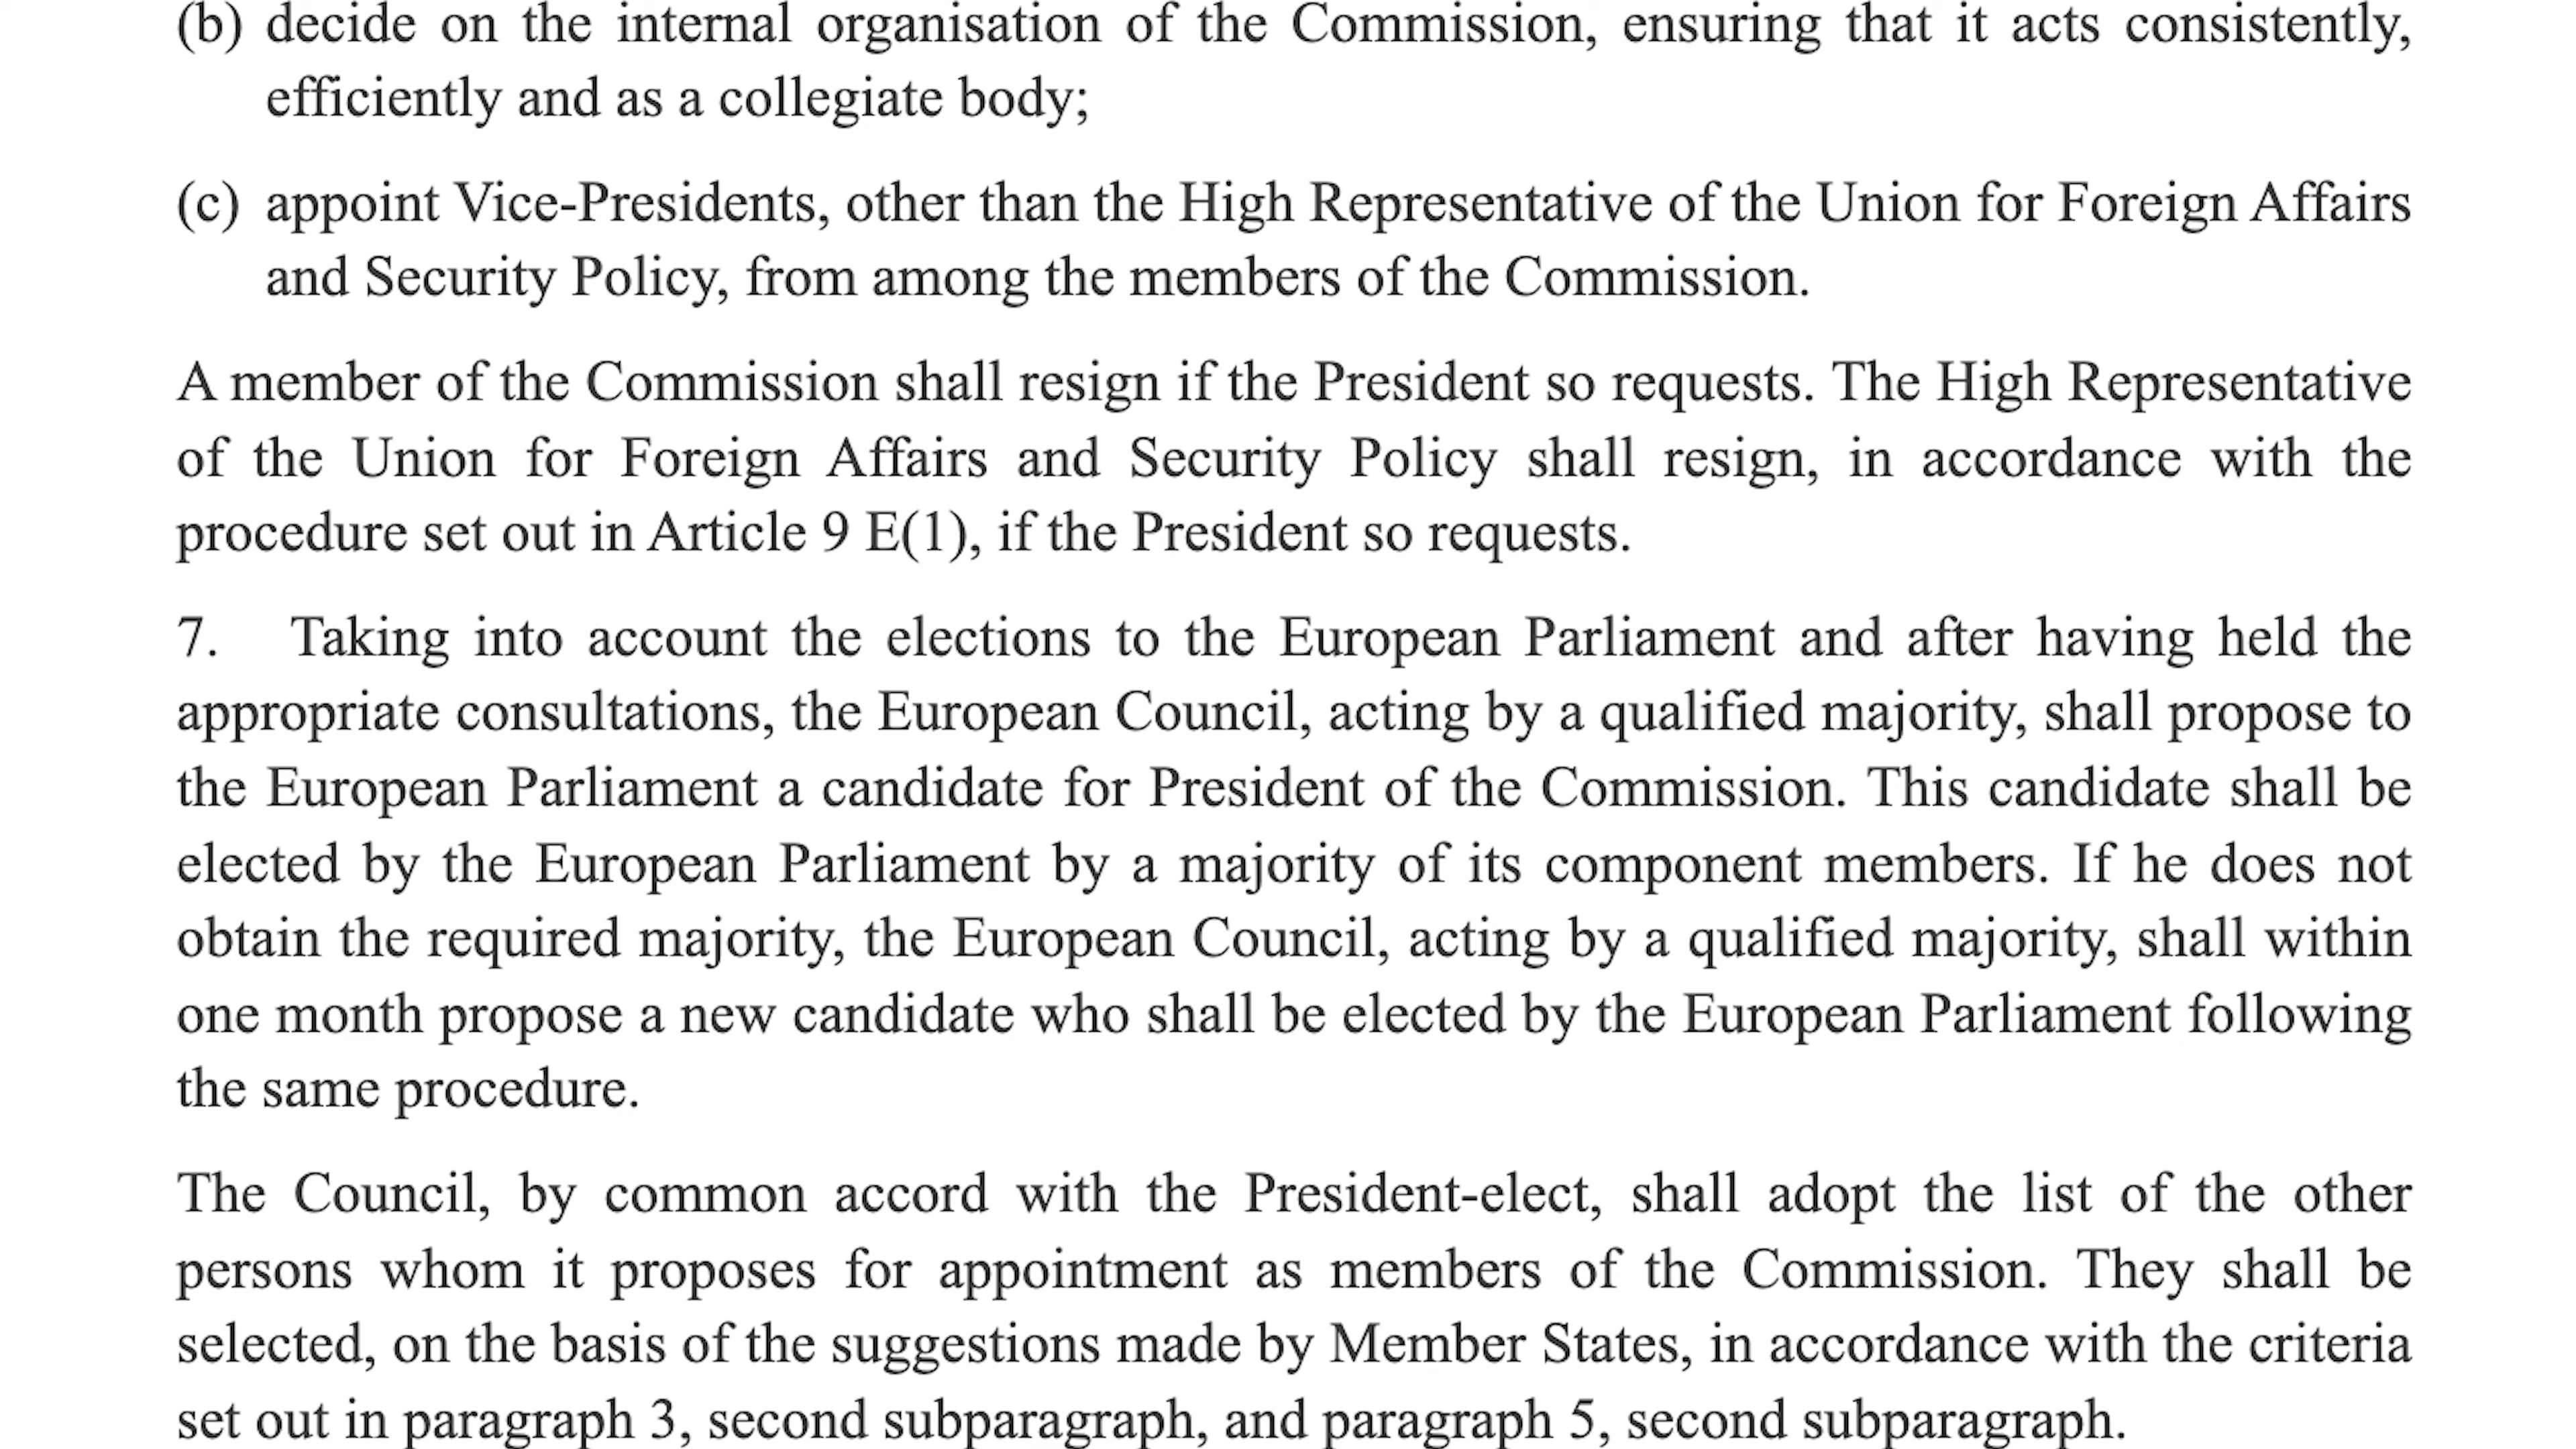 (b) decide on the internal organisation of the Commission, ensuring that it acts consistently,
efficiently and as a collegiate body;
(c) appoint Vice-Presidents, other than the High Representative of the Union for Foreign Affairs
and Security Policy, from among the members of the Commission.
A member of the Commission shall resign if the President so requests. The High Representative
of the Union for Foreign Affairs and Security Policy shall resign, in accordance with the
procedure set out in Article 9 E(1), if the President so requests.
7. Taking into account the elections to the European Parliament and after having held the
appropriate consultations, the European Council, acting by a qualified majority, shall propose to
the European Parliament a candidate for President of the Commission. This candidate shall be
elected by the European Parliament by a majority of its component members. If he does not
obtain the required majority, the European Council, acting by a qualified majority, shall within
one month propose a new candidate who shall be elected by the European Parliament following
the same procedure.
The Council, by common accord with the President-elect, shall adopt the list of the other
persons whom it proposes for appointment as members of the Commission. They shall be
selected, on the basis of the suggestions made by Member States, in accordance with the criteria
set out in paragraph 3, second subparagraph, and paragraph 5, second subparagraph.